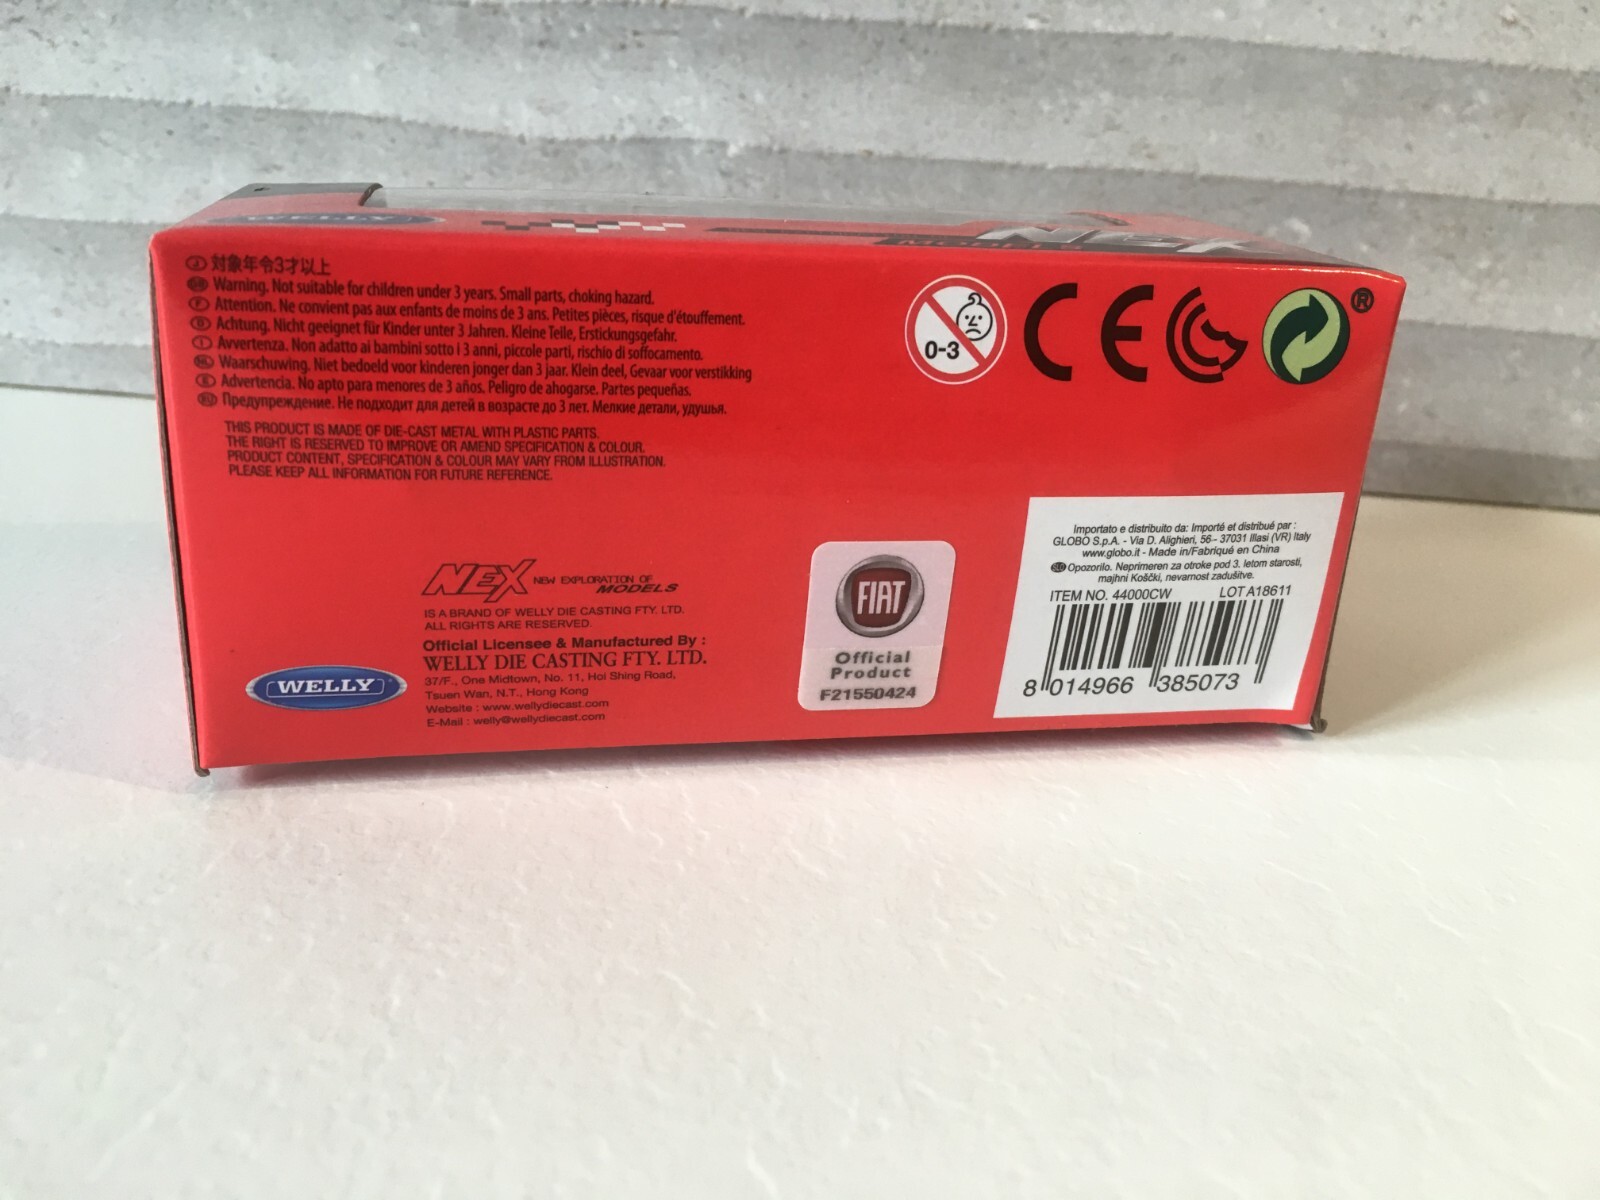 WELLY
MODELS NEX
J 対象年令3才以上
GB Warning. Not suitable for children under 3 years. Small parts, choking hazard.
F Attention. Ne convient pas aux enfants de moins de 3 ans. Petites pièces, risque d'étouffement.
D Achtung. Nicht geeignet für Kinder unter 3 Jahren. Kleine Teile, Erstickungsgefahr.
I Avvertenza. Non adatto ai bambini sotto i 3 anni, piccole parti, rischio di soffocamento.
NL Waarschuwing. Niet bedoeld voor kinderen jonger dan 3 jaar. Klein deel, Gevaar voor verstikking
E Advertencia. No apto para menores de 3 años. Peligro de ahogarse. Partes pequeñas.
RU Предупреждение. Не подходит для детей в возрасте до 3 лет. Мелкие детали, удушья.
THIS PRODUCT IS MADE OF DIE-CAST METAL WITH PLASTIC PARTS.
THE RIGHT IS RESERVED TO IMPROVE OR AMEND SPECIFICATION & COLOUR.
PRODUCT CONTENT, SPECIFICATION & COLOUR MAY VARY FROM ILLUSTRATION.
PLEASE KEEP ALL INFORMATION FOR FUTURE REFERENCE.
0-3
CE
®
NEX NEW EXPLORATION OF
MODELS
IS A BRAND OF WELLY DIE CASTING FTY. LTD.
ALL RIGHTS ARE RESERVED.
Official Licensee & Manufactured By :
WELLY DIE CASTING FTY. LTD.
37/F., One Midtown, No. 11, Hoi Shing Road,
Tsuen Wan, N.T., Hong Kong
Website : www.wellydiecast.com
E-Mail : welly@wellydiecast.com
WELLY
FIAT
Official
Product
F21550424
Importato e distribuito da: Importé et distribué par :
GLOBO S.p.A. - Via D. Alighieri, 56 - 37031 Illasi (VR) Italy
www.globo.it - Made in/Fabriqué en China
SLO Opozorilo. Neprimeren za otroke pod 3. letom starosti,
majhni Koščki, nevarnost zadušitve.
ITEM NO. 44000CW LOT A18611
8 014966 385073